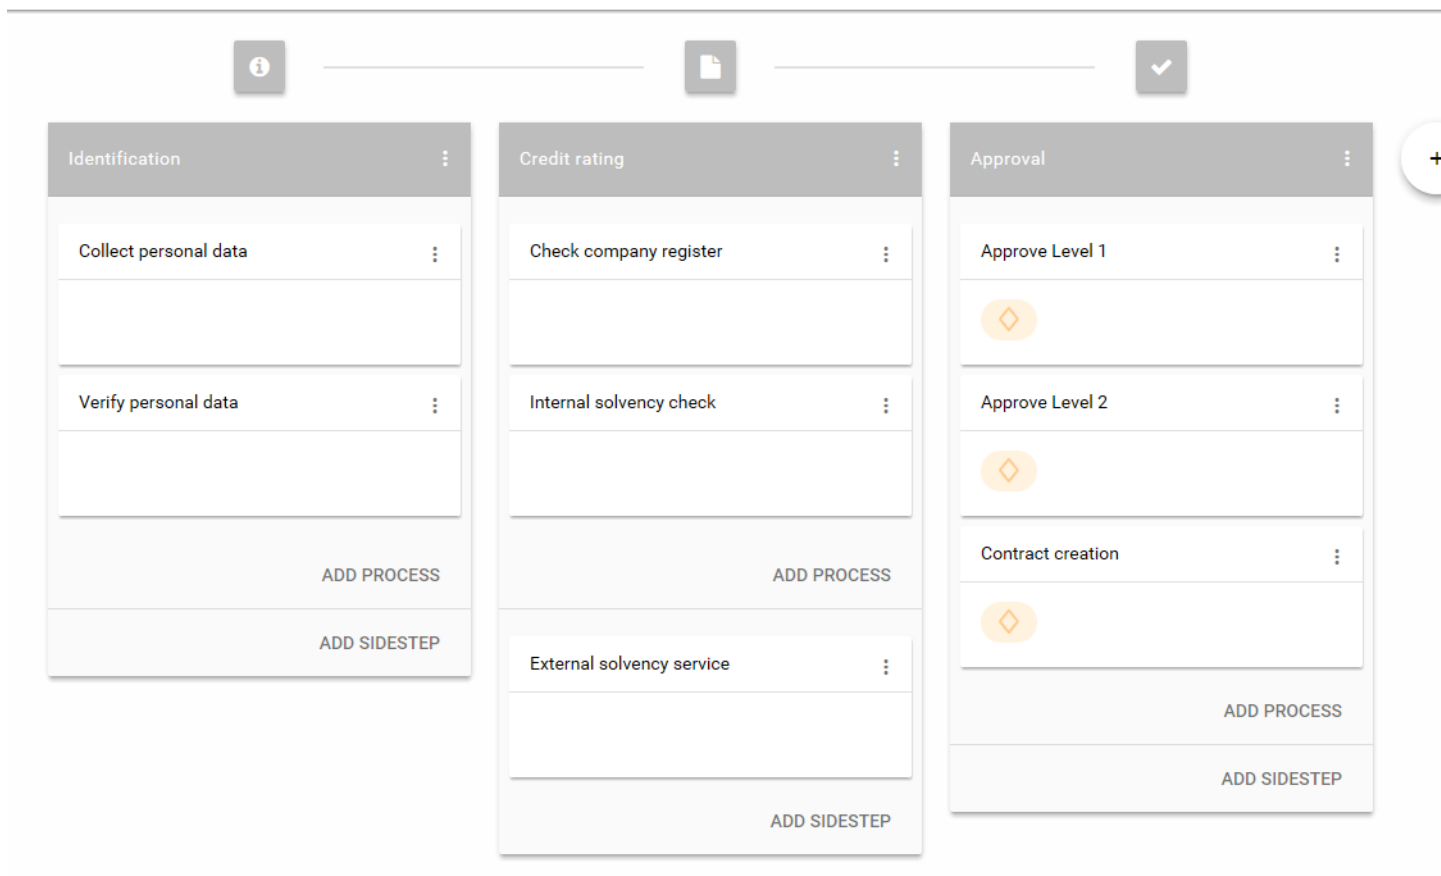 Identification
Collect personal data
Verify personal data
ADD PROCESS
ADD SIDESTEP
Credit rating
Check company register
Internal solvency check
ADD PROCESS
External solvency service
ADD SIDESTEP
Approval
Approve Level 1
Approve Level 2
Contract creation
ADD PROCESS
ADD SIDESTEP
+